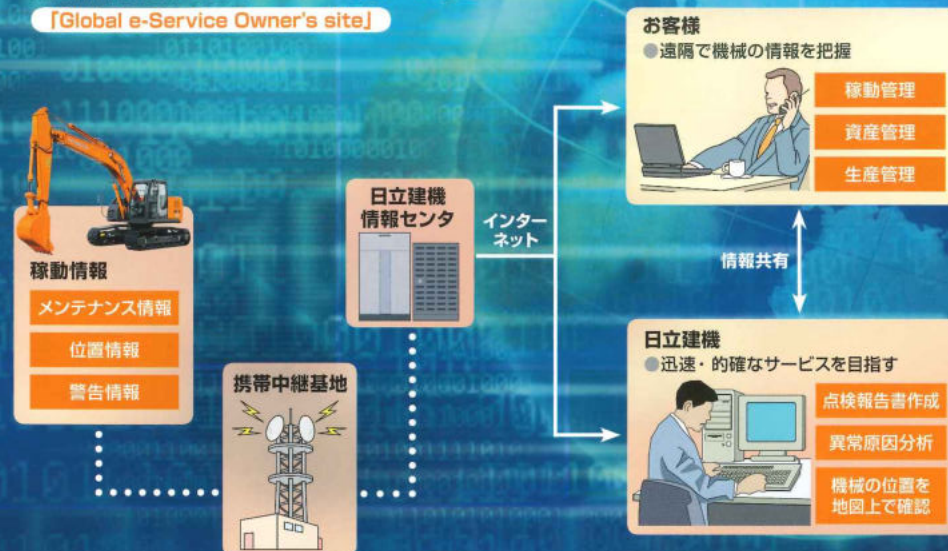 「Global e-Service Owner's site」
稼動情報
メンテナンス情報
位置情報
警告情報
携帯中継基地
日立建機
情報センタ
インター
ネット
お客様
●遠隔で機械の情報を把握
稼動管理
資産管理
生産管理
情報共有
日立建機
●迅速・的確なサービスを目指す
点検報告書作成
異常原因分析
機械の位置を
地図上で確認